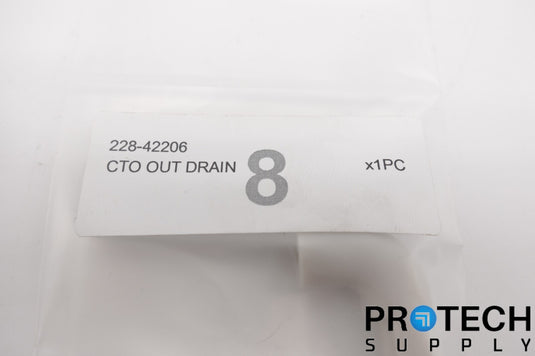 228-42206
CTO OUT DRAIN 8 x1PC
PROTECH
SUPPLY